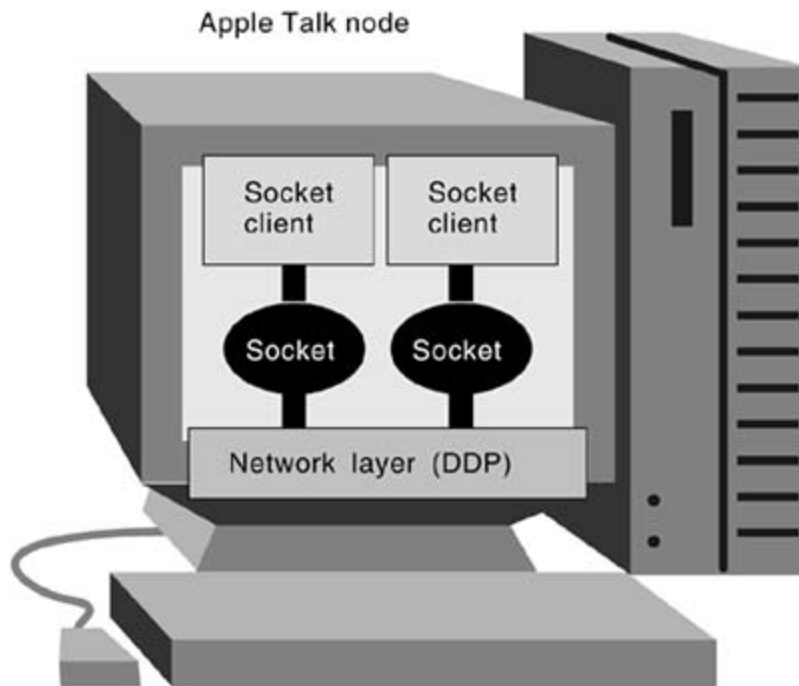 Apple Talk node
Socket client
Socket client
Socket
Socket
Network layer (DDP)